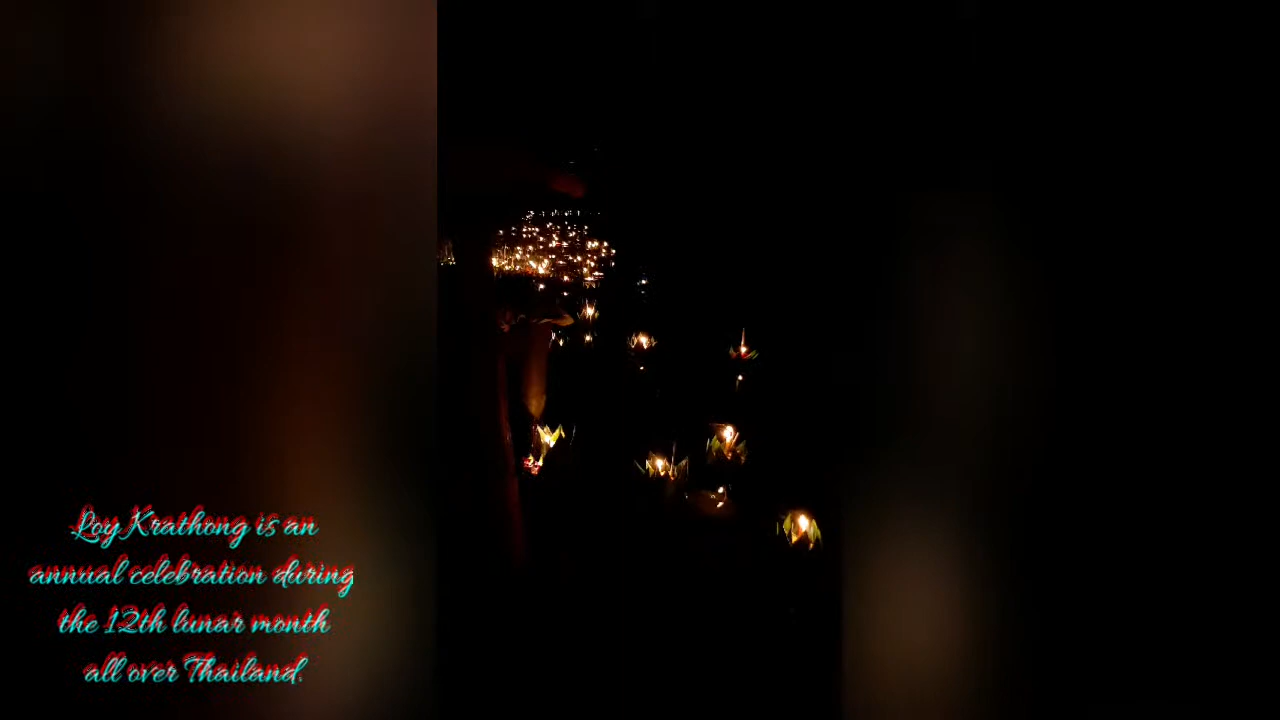 Loy Krathong is an
annual celebration during
the 12th lunar month
all over Thailand.